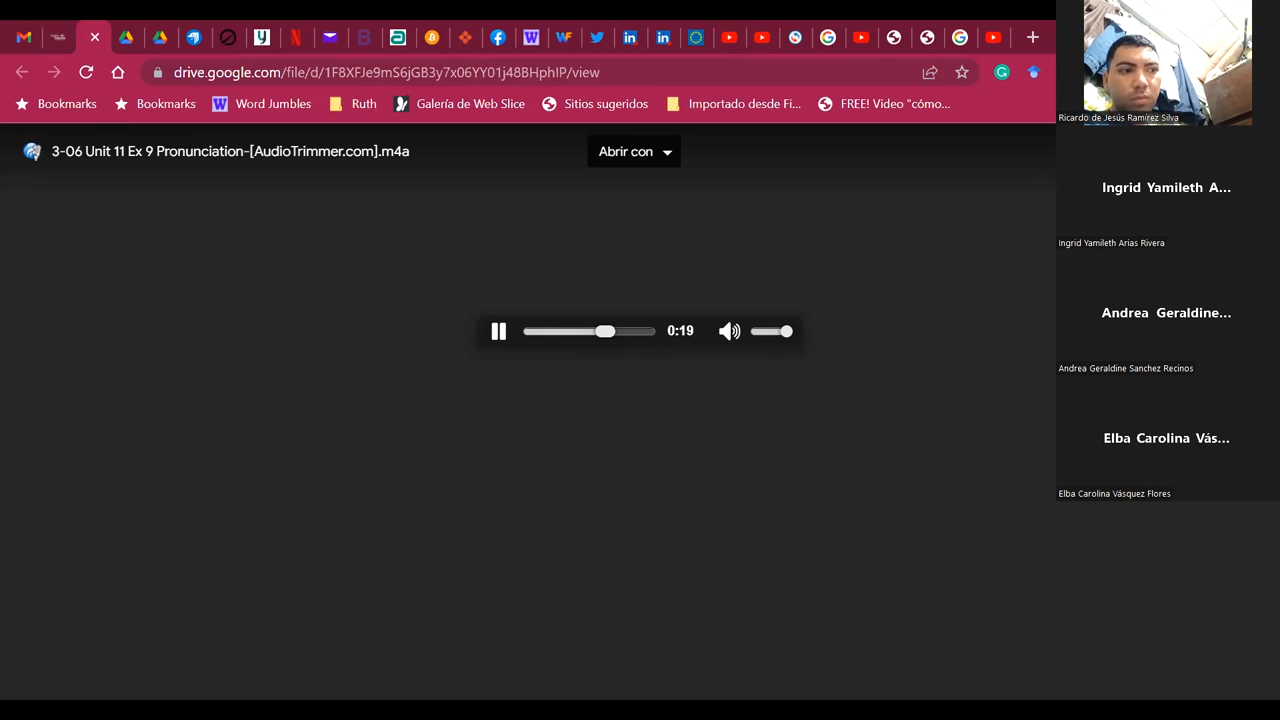 drive.google.com/file/d/1F8XFJe9mS6jGB3y7x06YY01j48BHphIP/view
Bookmarks
Bookmarks
Word Jumbles
Ruth
Galería de Web Slice
Sitios sugeridos
Importado desde Fi...
FREE! Video "cómo...
3-06 Unit 11 Ex 9 Pronunciation-[AudioTrimmer.com].m4a
Abrir con
0:19
Ricardo de Jesús Ramírez Silva
Ingrid Yamileth A...
Ingrid Yamileth Arias Rivera
Andrea Geraldine...
Andrea Geraldine Sanchez Recinos
Elba Carolina Vás...
Elba Carolina Vásquez Flores